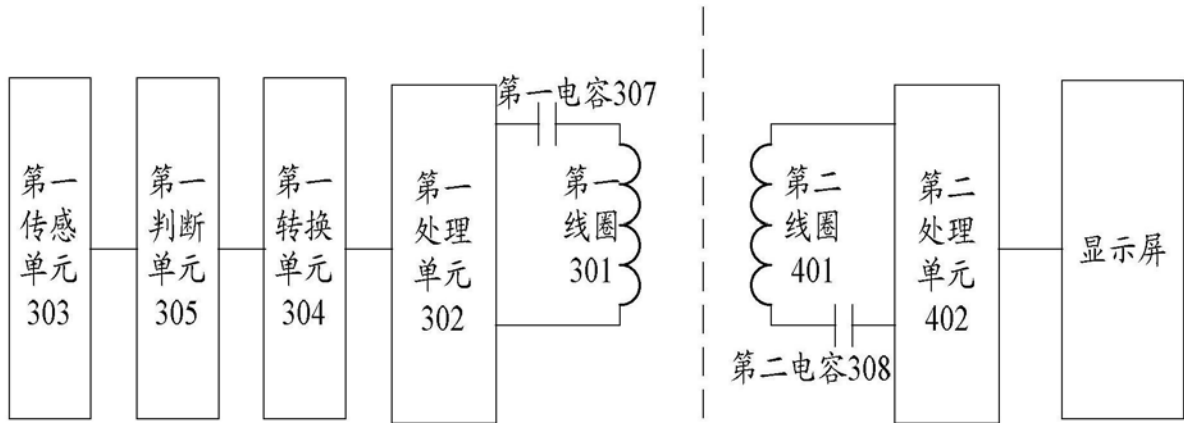 第一
传感
单元
303
第一
判断
单元
305
第一
转换
单元
304
第一
处理
单元
302
第一电容307
第一
线圈
301
第二
线圈
401
第二电容308
第二
处理
单元
402
显示屏